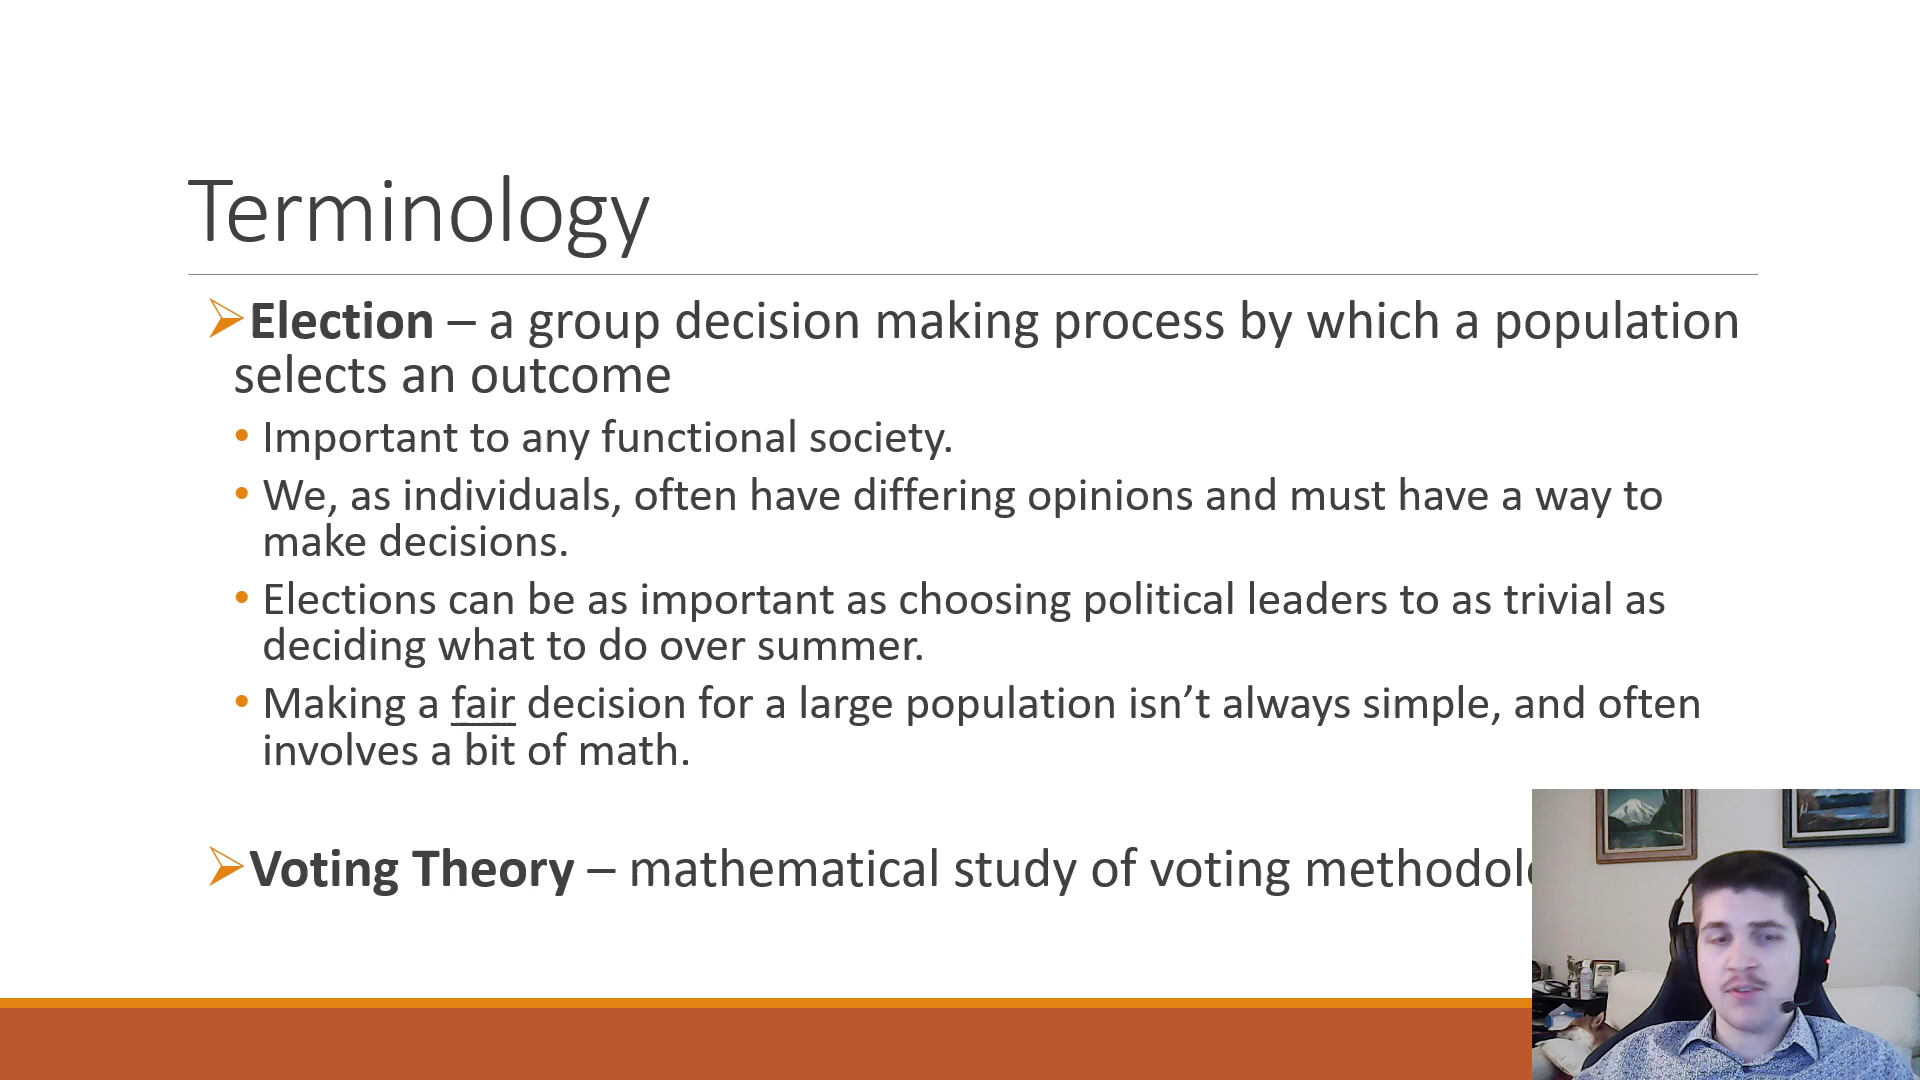 Terminology
Election – a group decision making process by which a population
selects an outcome
• Important to any functional society.
• We, as individuals, often have differing opinions and must have a way to
make decisions.
• Elections can be as important as choosing political leaders to as trivial as
deciding what to do over summer.
• Making a fair decision for a large population isn’t always simple, and often
involves a bit of math.
Voting Theory – mathematical study of voting